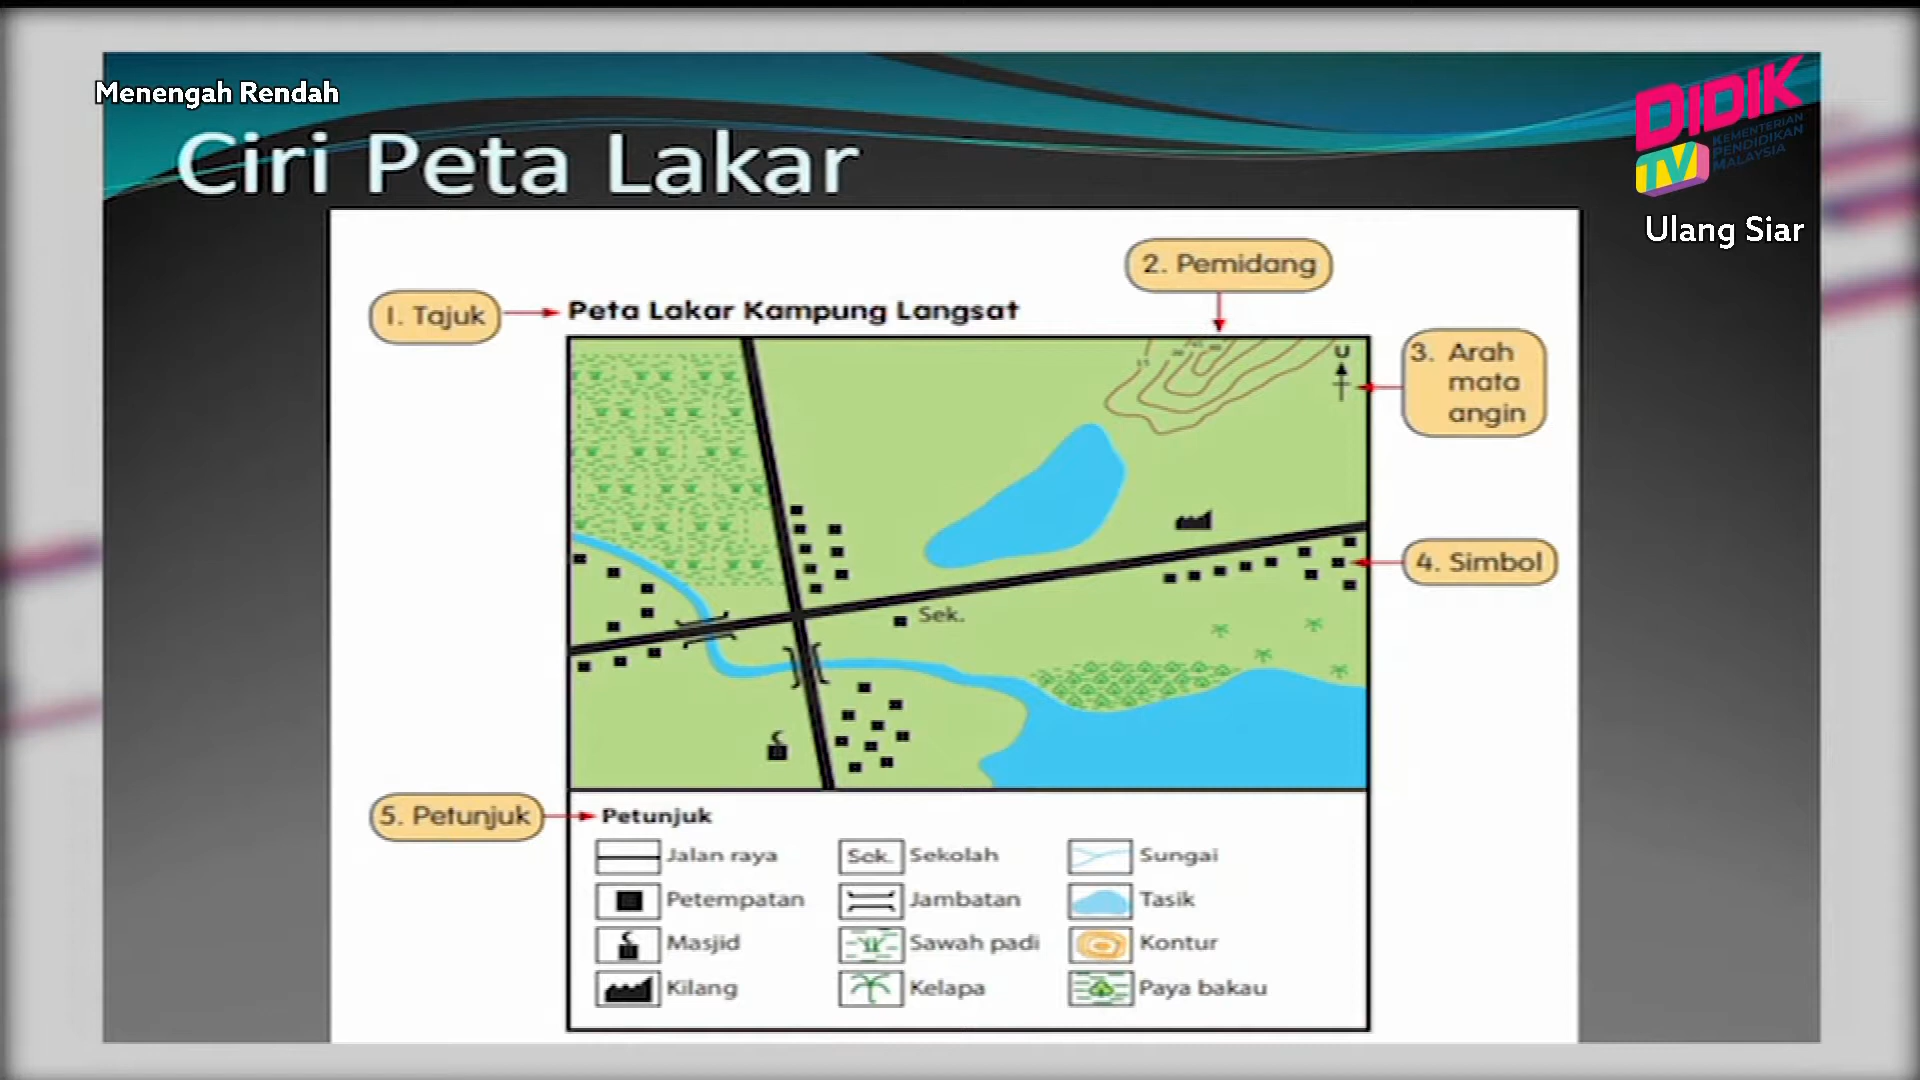 Menengah Rendah
DIDIK
TV
KEMENTERIAN
PENDIDIKAN
MALAYSIA
Ulang Siar
Ciri Peta Lakar
2. Pemidang
1. Tajuk
Peta Lakar Kampung Langsat
3. Arah
mata
angin
U
4. Simbol
Sek.
5. Petunjuk
Petunjuk
Jalan raya
Sek. Sekolah
Sungai
Petempatan
Jambatan
Tasik
Masjid
Sawah padi
Kontur
Kilang
Kelapa
Paya bakau